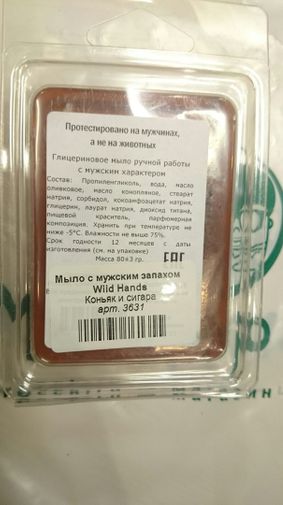 Протестировано на мужчинах,
а не на животных
Глицериновое мыло ручной работы
с мужским характером
Состав: Пропиленгликоль, вода, масло
оливковое, масло конопляное, стеарат
натрия, сорбидол, кокоамфоацетат натрия,
глицерин, лаурат натрия, диоксид титана,
пищевой краситель, парфюмерная
композиция. Хранить при температуре не
ниже -5°С. Влажности не выше 75%.
Срок годности 12 месяцев с даты
изготовления (см. на упаковке)
Масса 80±3 гр.
ЕАС
Мыло с мужским запахом
Wild Hands
Коньяк и сигара
арт. 3631